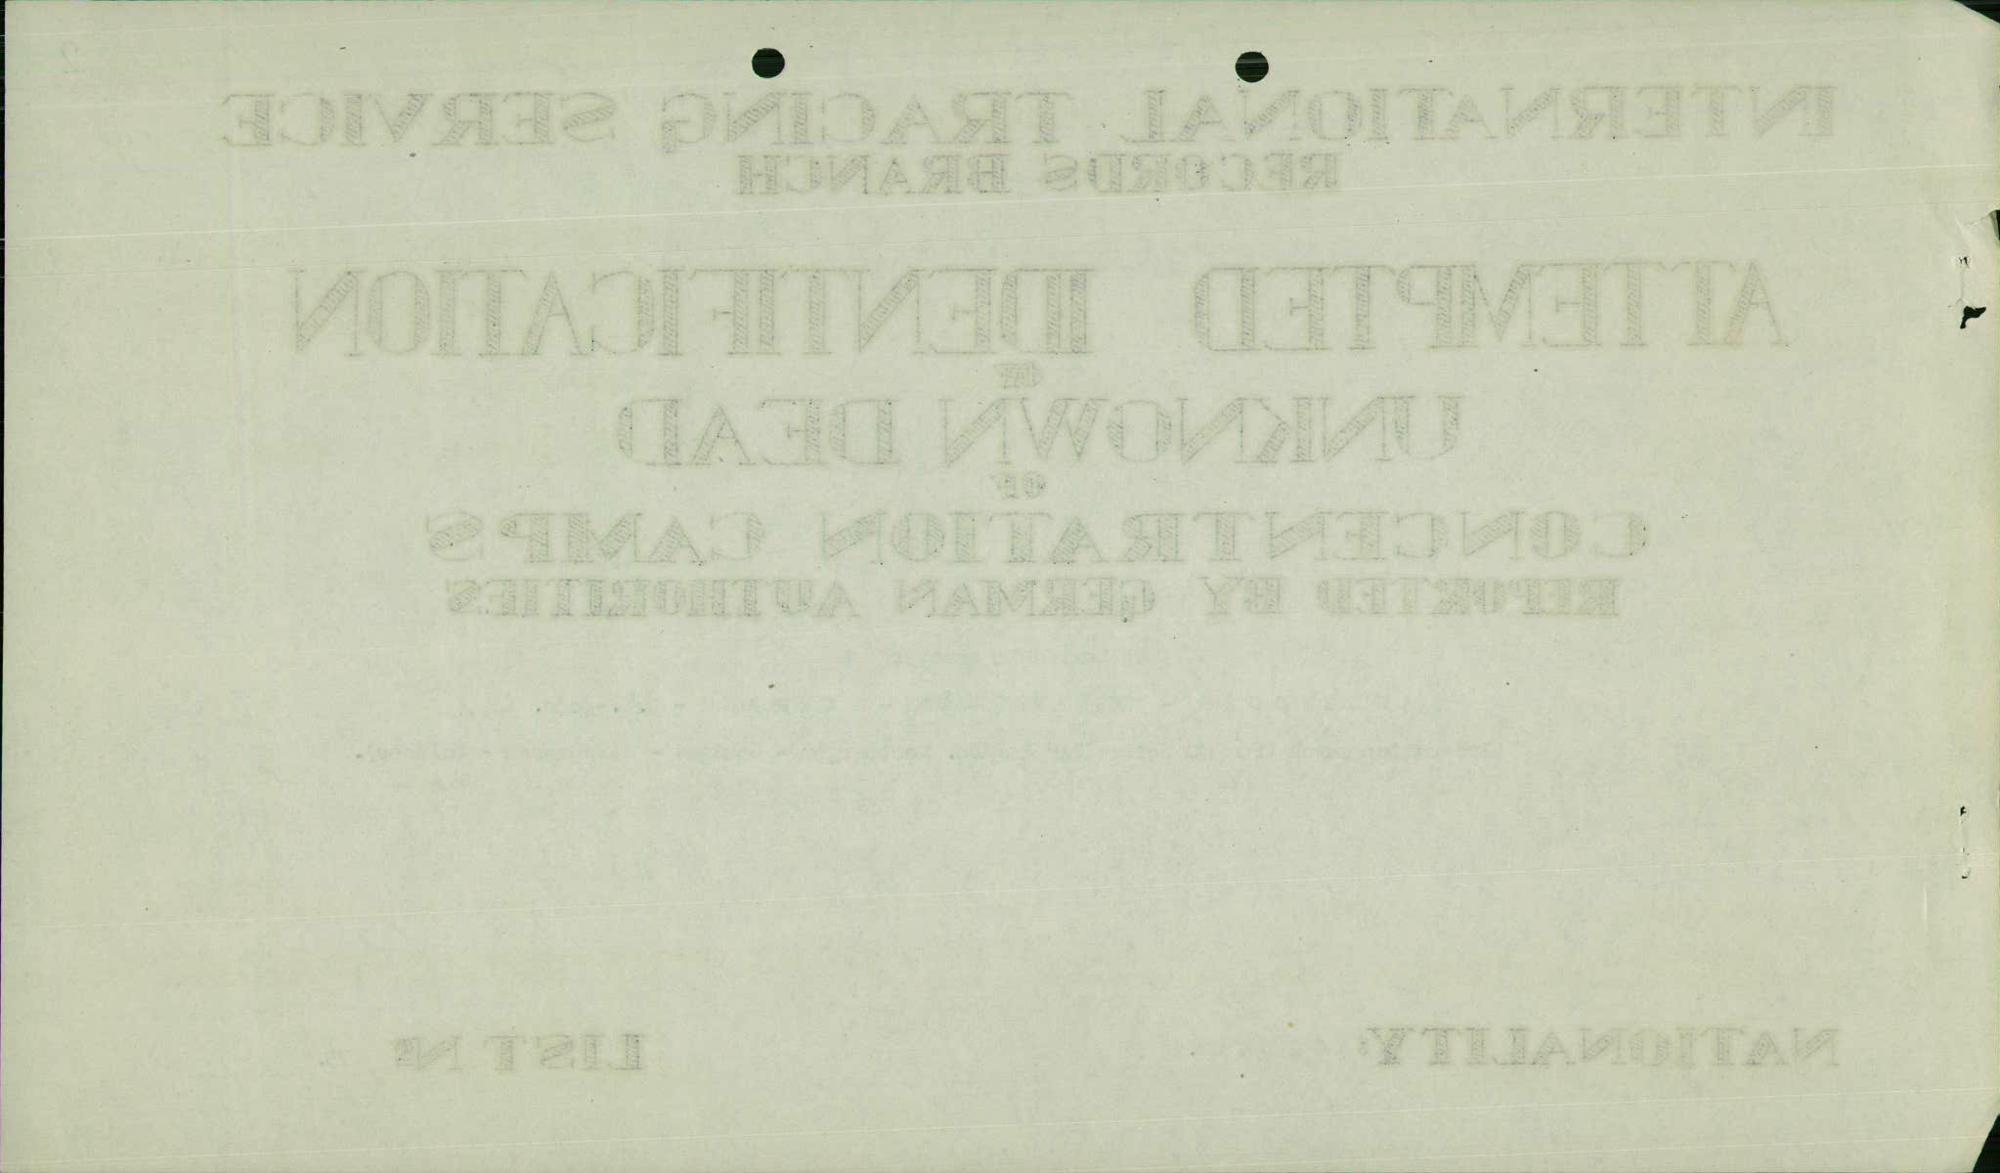 INTERNATIONAL TRACING SERVICE
RECORDS BRANCH
ATTEMPTED IDENTIFICATION
OF
UNKNOWN DEAD
OF
CONCENTRATION CAMPS
REPORTED BY GERMAN AUTHORITIES
NATIONALITY: LIST Nº
2